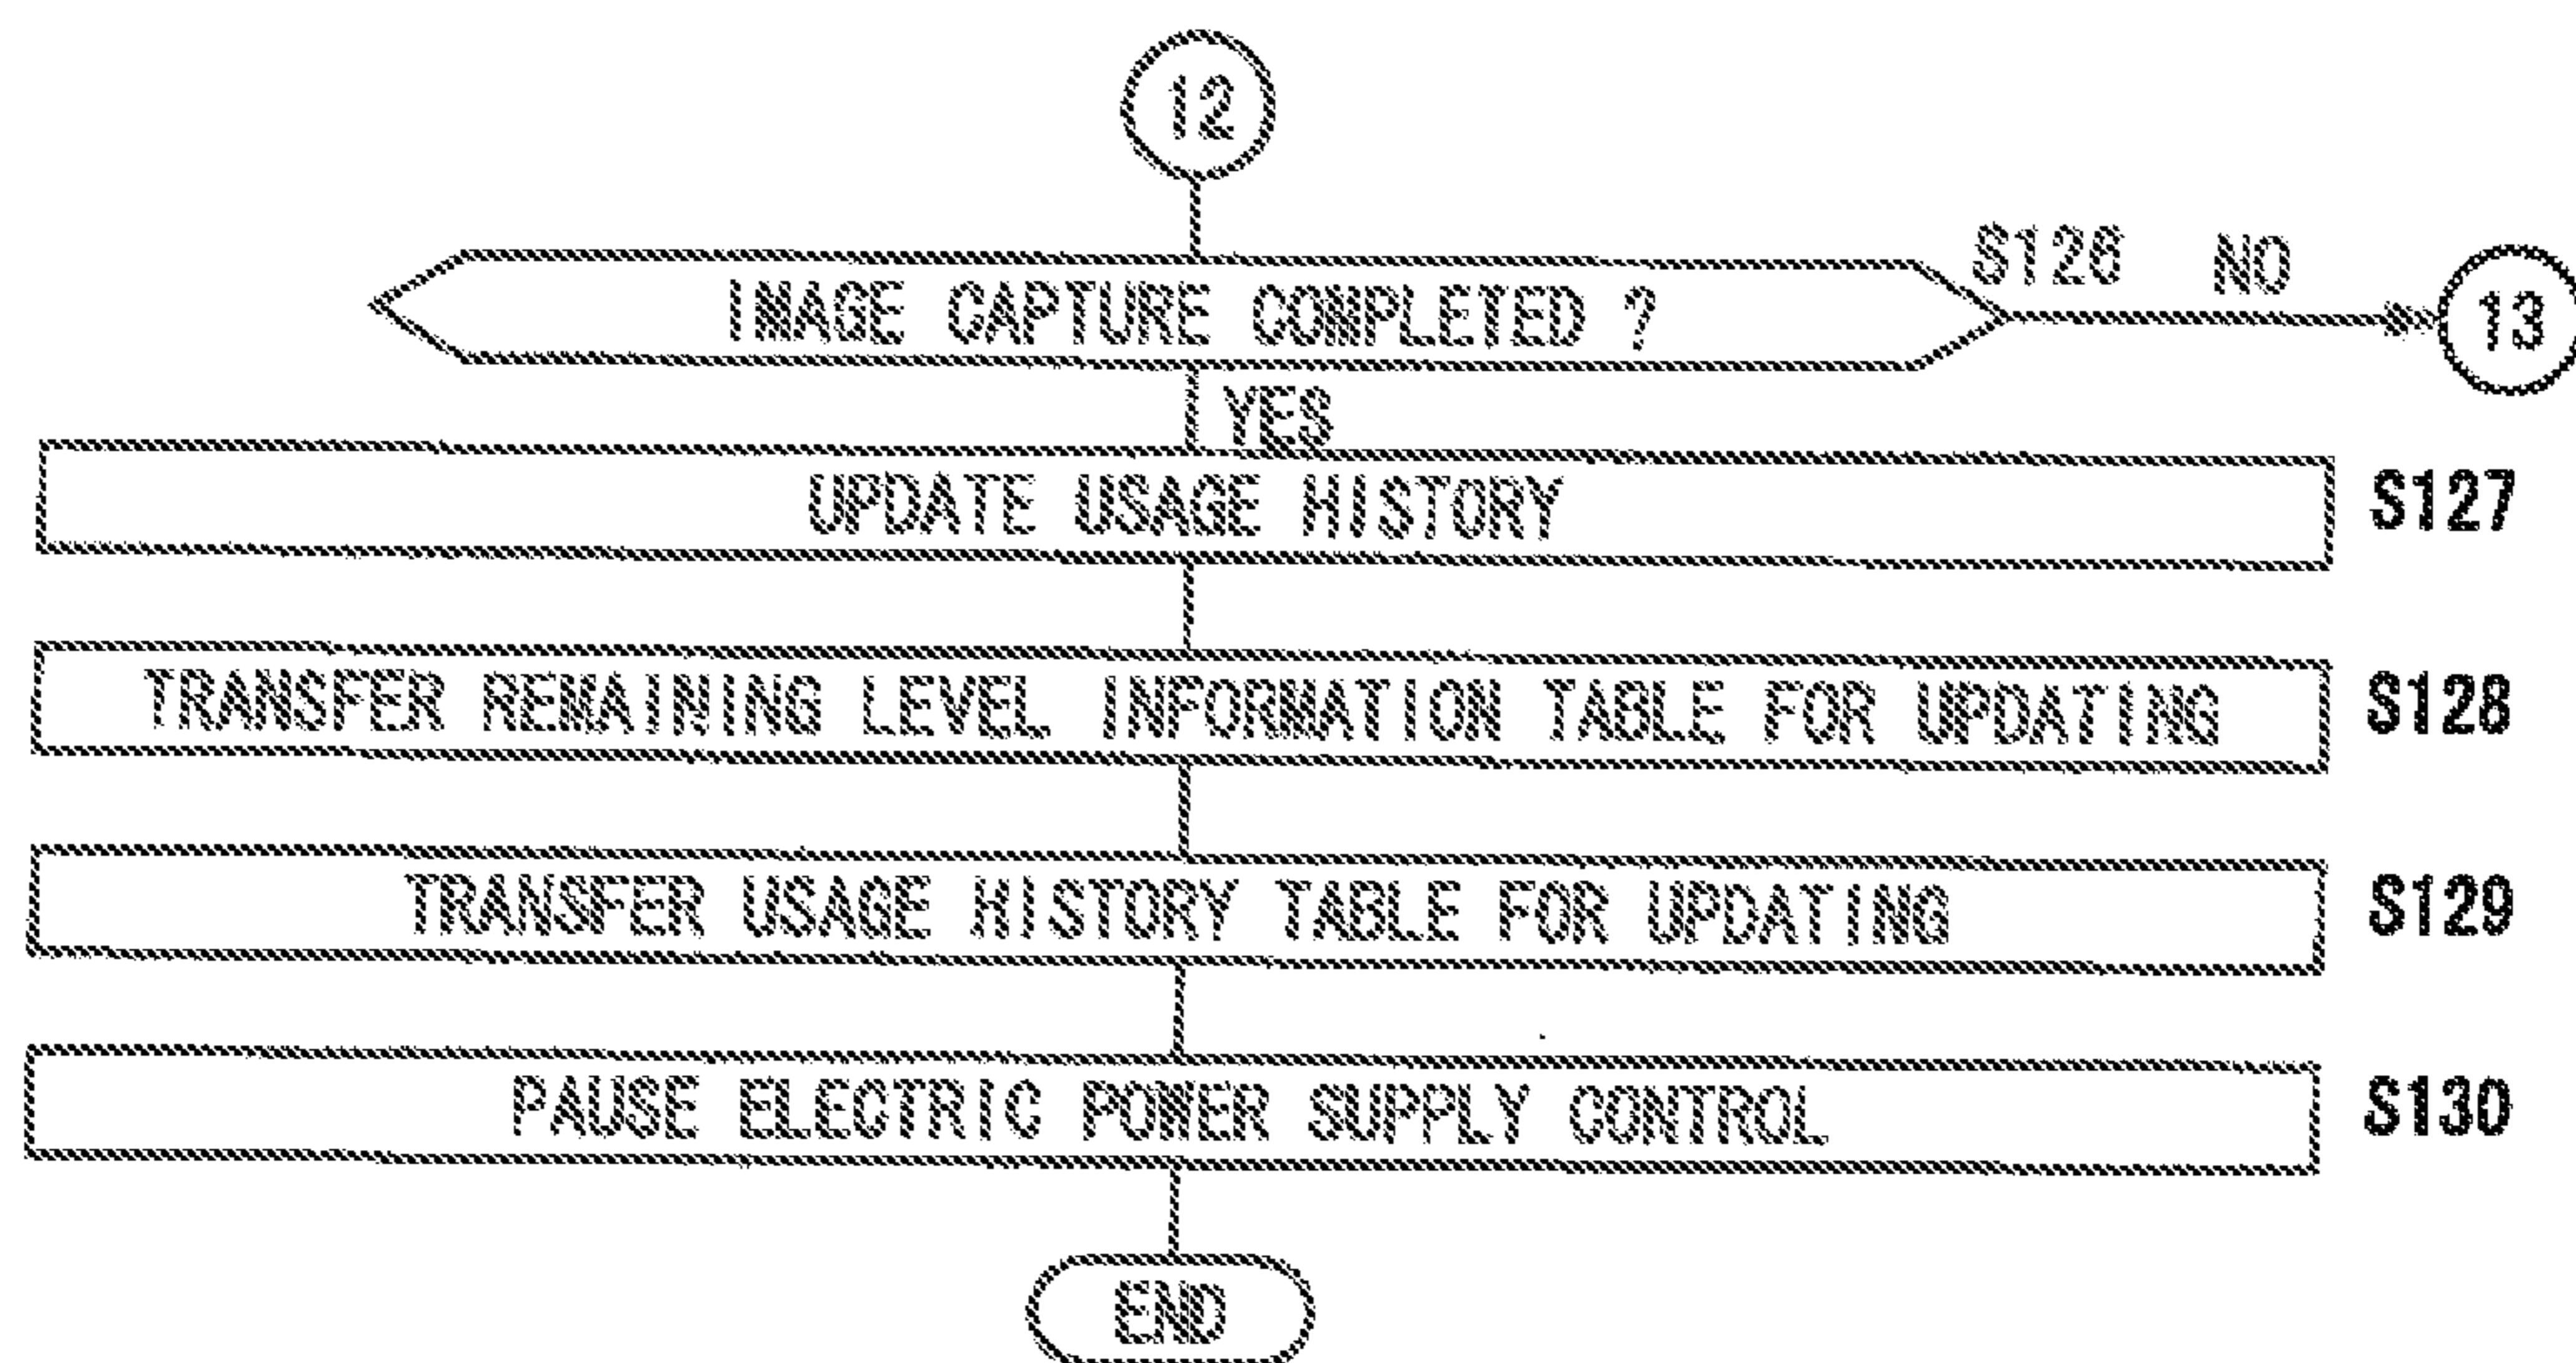 12
IMAGE CAPTURE COMPLETED ?
S126 NO
13
YES
UPDATE USAGE HISTORY
S127
TRANSFER REMAINING LEVEL INFORMATION TABLE FOR UPDATING
S128
TRANSFER USAGE HISTORY TABLE FOR UPDATING
S129
PAUSE ELECTRIC POWER SUPPLY CONTROL
S130
END